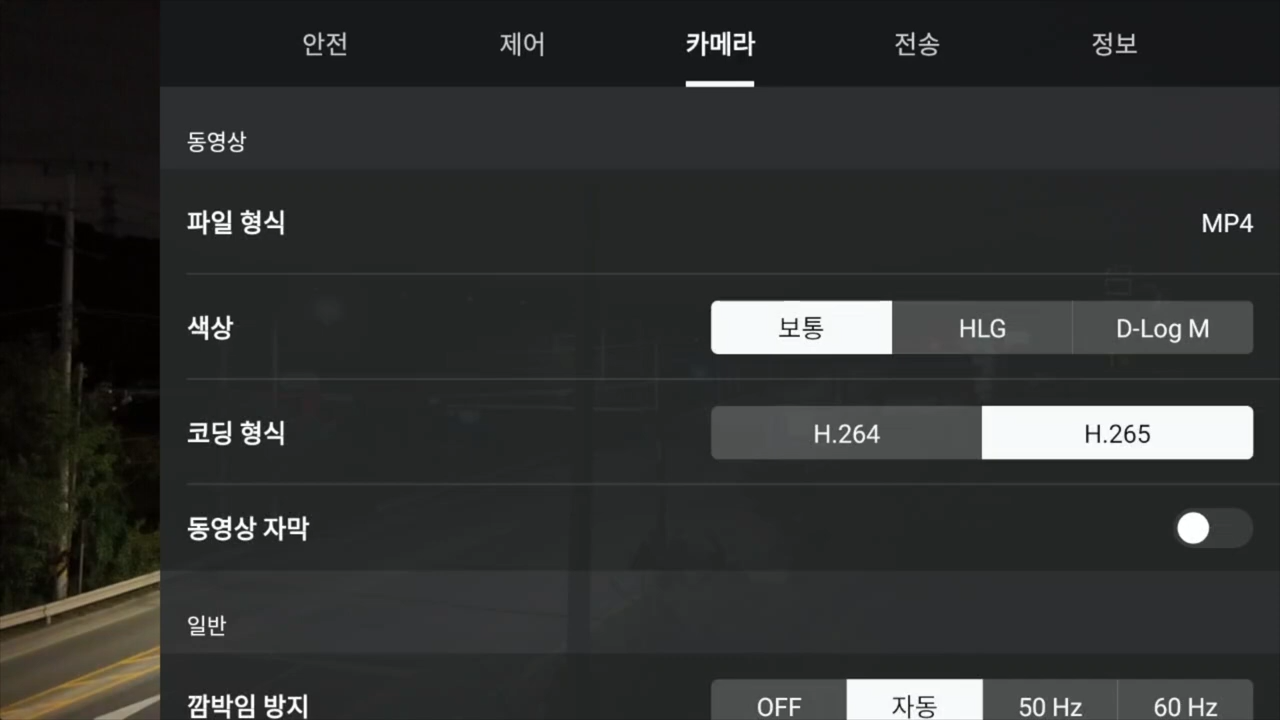 안전 제어 카메라 전송 정보
동영상
파일 형식 MP4
색상 보통 HLG D-Log M
코딩 형식 H.264 H.265
동영상 자막
일반
깜박임 방지 OFF 자동 50 Hz 60 Hz